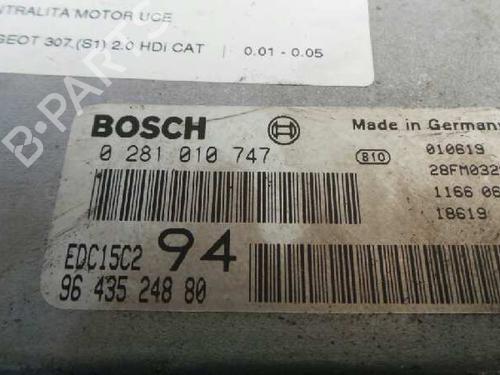 NTRALITA MOTOR UCE
GEOT 307 (S1) 2.0 HDI CAT | 0.01 - 0.05
B-PARTS
BOSCH
Made in Germany
0 281 010 747
810
010619
28FM032
1166 06
18619
EDC15C2 94
96 435 248 80